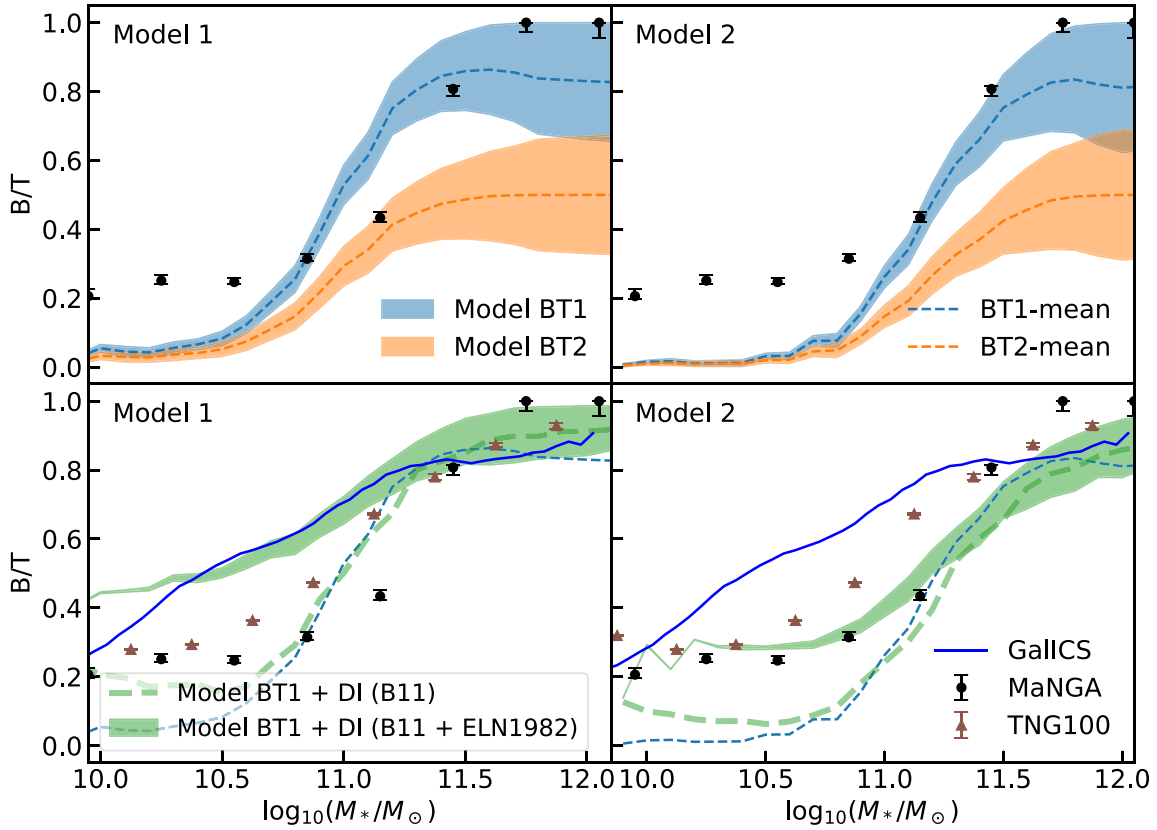 Model 1
Model 2
1.0
0.8
0.6
0.4
0.2
0.0
B/T
Model BT1
Model BT2
BT1-mean
BT2-mean
Model 1
Model 2
1.0
0.8
0.6
0.4
0.2
0.0
B/T
Model BT1 + DI (B11)
Model BT1 + DI (B11 + ELN1982)
GalICS
MaNGA
TNG100
10.0 10.5 11.0 11.5 12.0
10.0 10.5 11.0 11.5 12.0
log₁₀(M*/M⊙)
log₁₀(M*/M⊙)